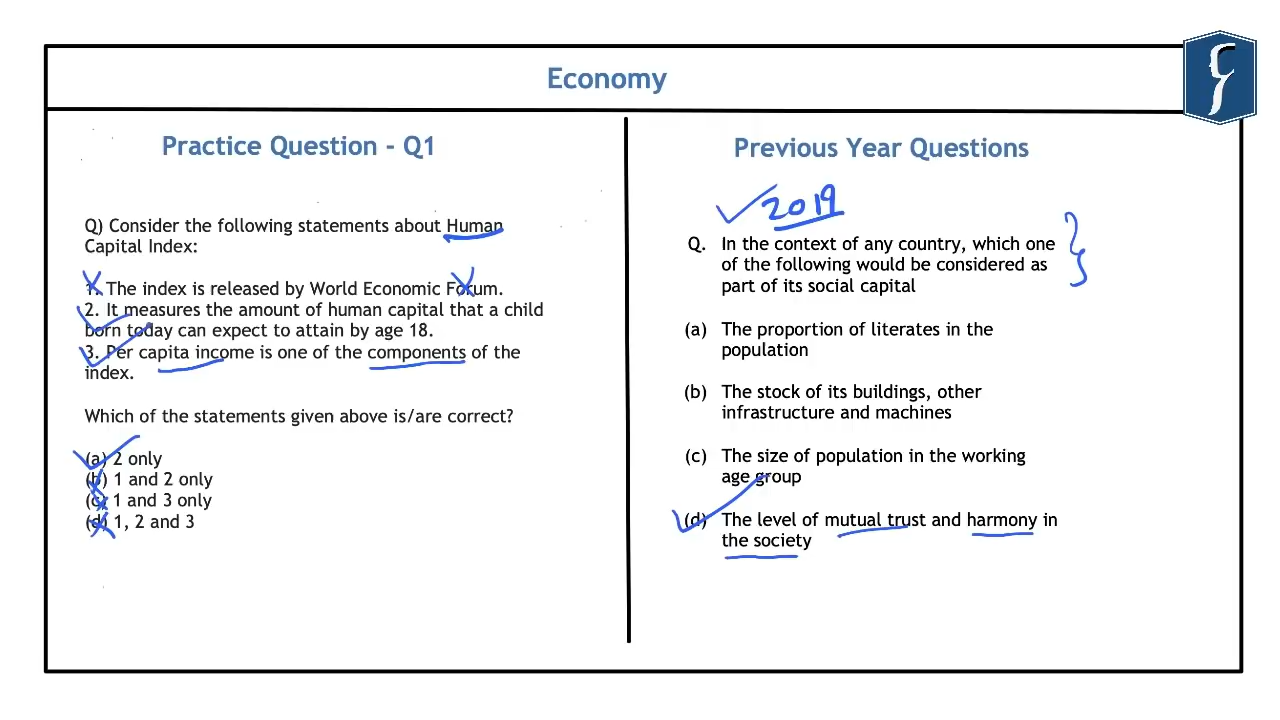 Economy
Practice Question - Q1
Q) Consider the following statements about Human
Capital Index:
1. The index is released by World Economic Forum.
2. It measures the amount of human capital that a child
born today can expect to attain by age 18.
3. Per capita income is one of the components of the
index.
Which of the statements given above is/are correct?
(a) 2 only
(b) 1 and 2 only
(c) 1 and 3 only
(d) 1, 2 and 3
Previous Year Questions
2019
Q. In the context of any country, which one
of the following would be considered as
part of its social capital
(a) The proportion of literates in the
population
(b) The stock of its buildings, other
infrastructure and machines
(c) The size of population in the working
age group
(d) The level of mutual trust and harmony in
the society